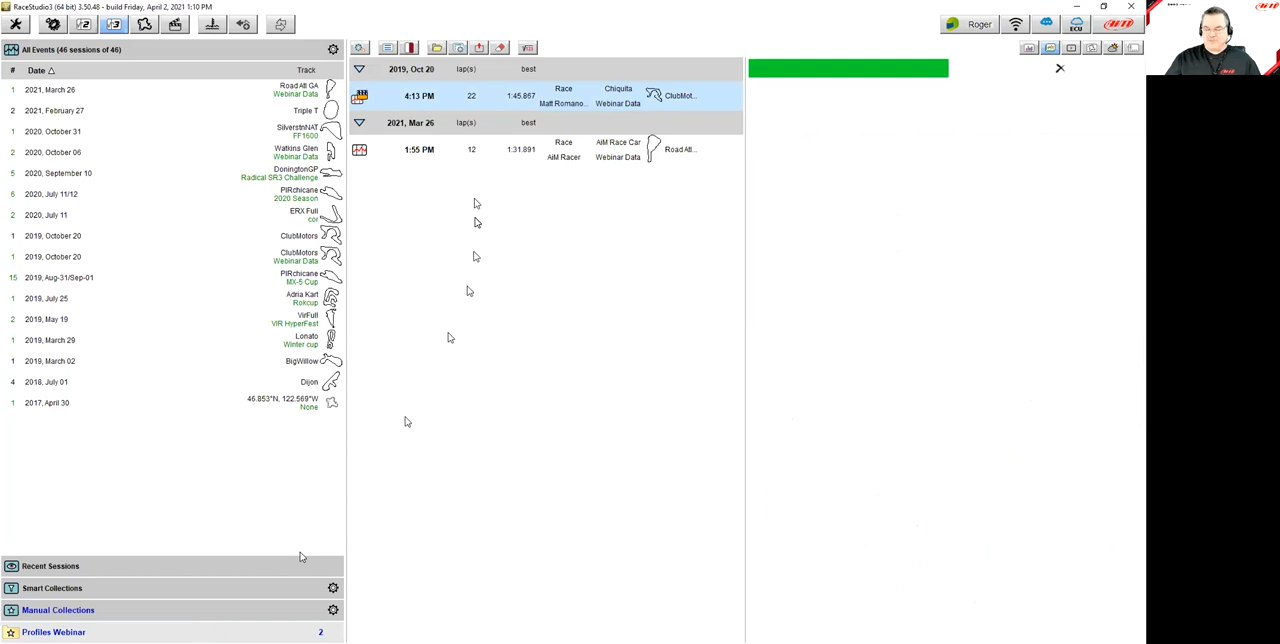 RaceStudio3 (64 bit) 3.50.48 - build Friday, April 2, 2021 1:10 PM
2 3 Roger ECU AiM
All Events (46 sessions of 46)
# Date Track
1 2021, March 26 Road Atl GA
Webinar Data
2 2021, February 27 Triple T
1 2020, October 31 SilverstnNAT
FF1600
2 2020, October 06 Watkins Glen
Webinar Data
5 2020, September 10 DoningtonGP
Radical SR3 Challenge
6 2020, July 11/12 PIRchicane
2020 Season
2 2020, July 11 ERX Full
cor
1 2019, October 20 ClubMotors
1 2019, October 20 ClubMotors
Webinar Data
15 2019, Aug-31/Sep-01 PIRchicane
MX-5 Cup
1 2019, July 25 Adria Kart
Rokcup
2 2019, May 19 VirFull
VIR HyperFest
1 2019, March 29 Lonato
Winter cup
1 2019, March 02 BigWillow
4 2018, July 01 Dijon
1 2017, April 30 46.853°N, 122.569°W
None
Recent Sessions
Smart Collections
Manual Collections
Profiles Webinar 2
2019, Oct 20 lap(s) best
4:13 PM 22 1:45.867 Race Chiquita ClubMot...
Matt Romano... Webinar Data
2021, Mar 26 lap(s) best
1:55 PM 12 1:31.891 Race AiM Race Car Road Atl...
AiM Racer Webinar Data